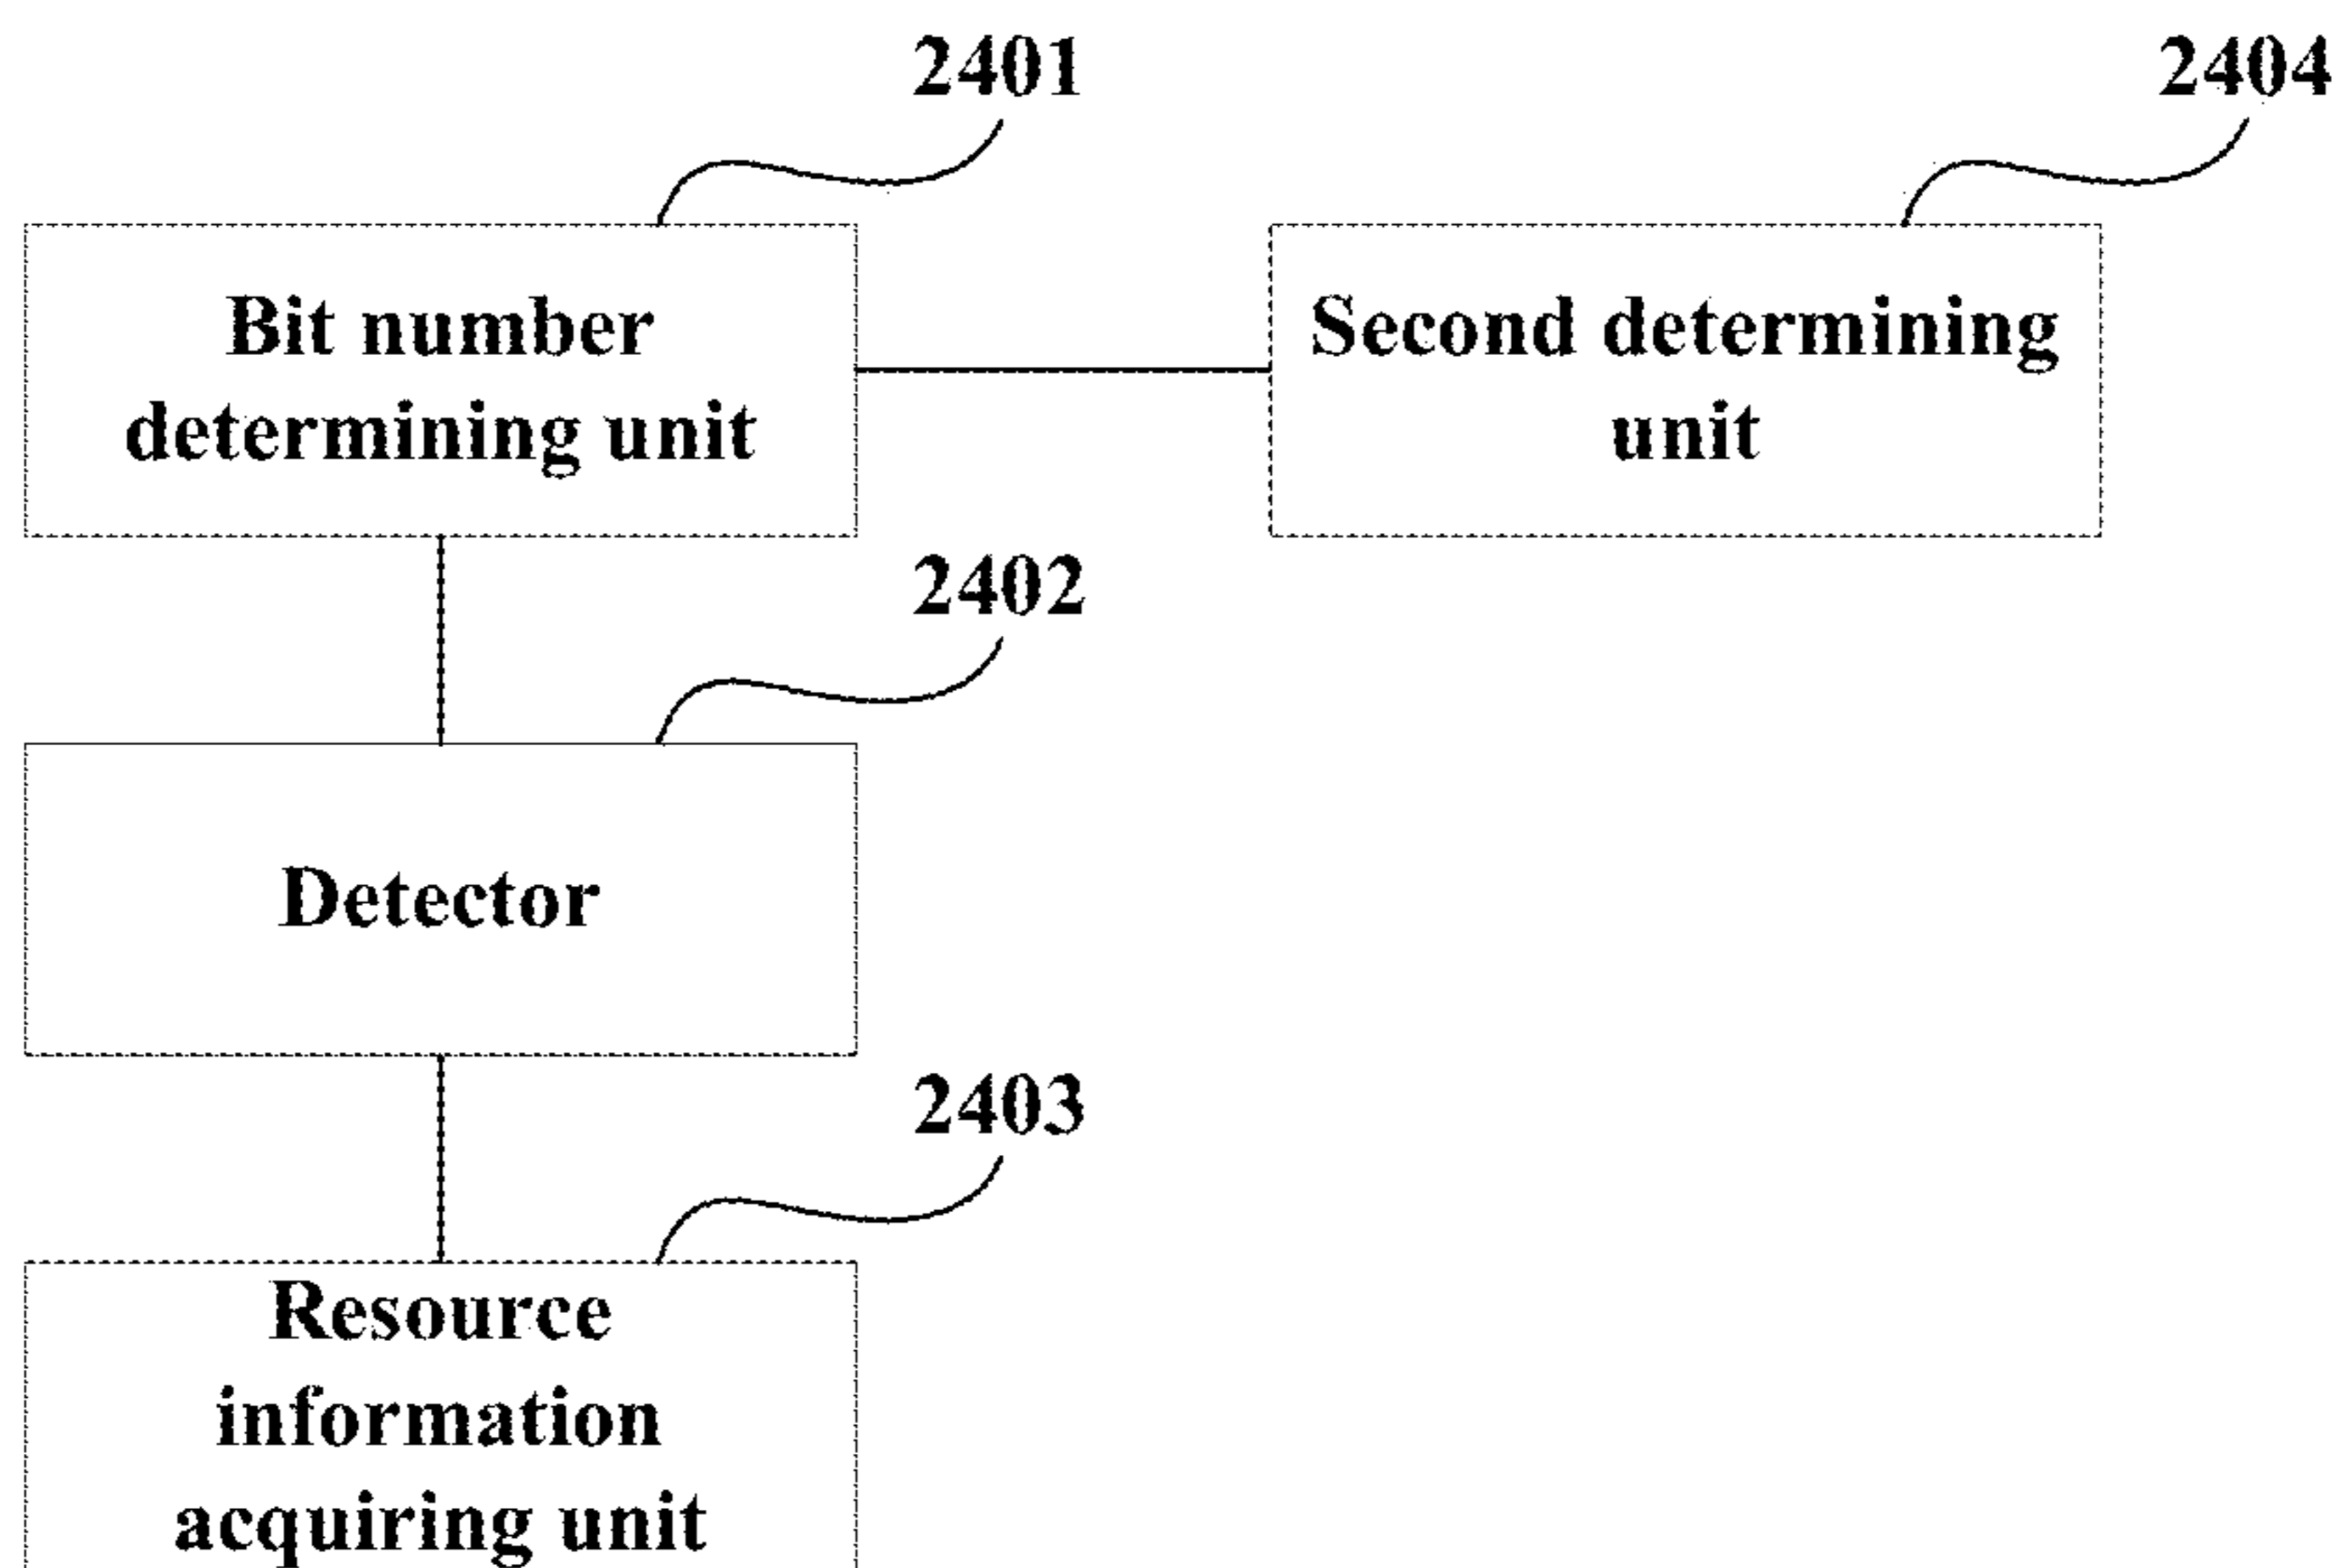 2401
2404
Bit number
determining unit
Second determining
unit
2402
Detector
2403
Resource
information
acquiring unit